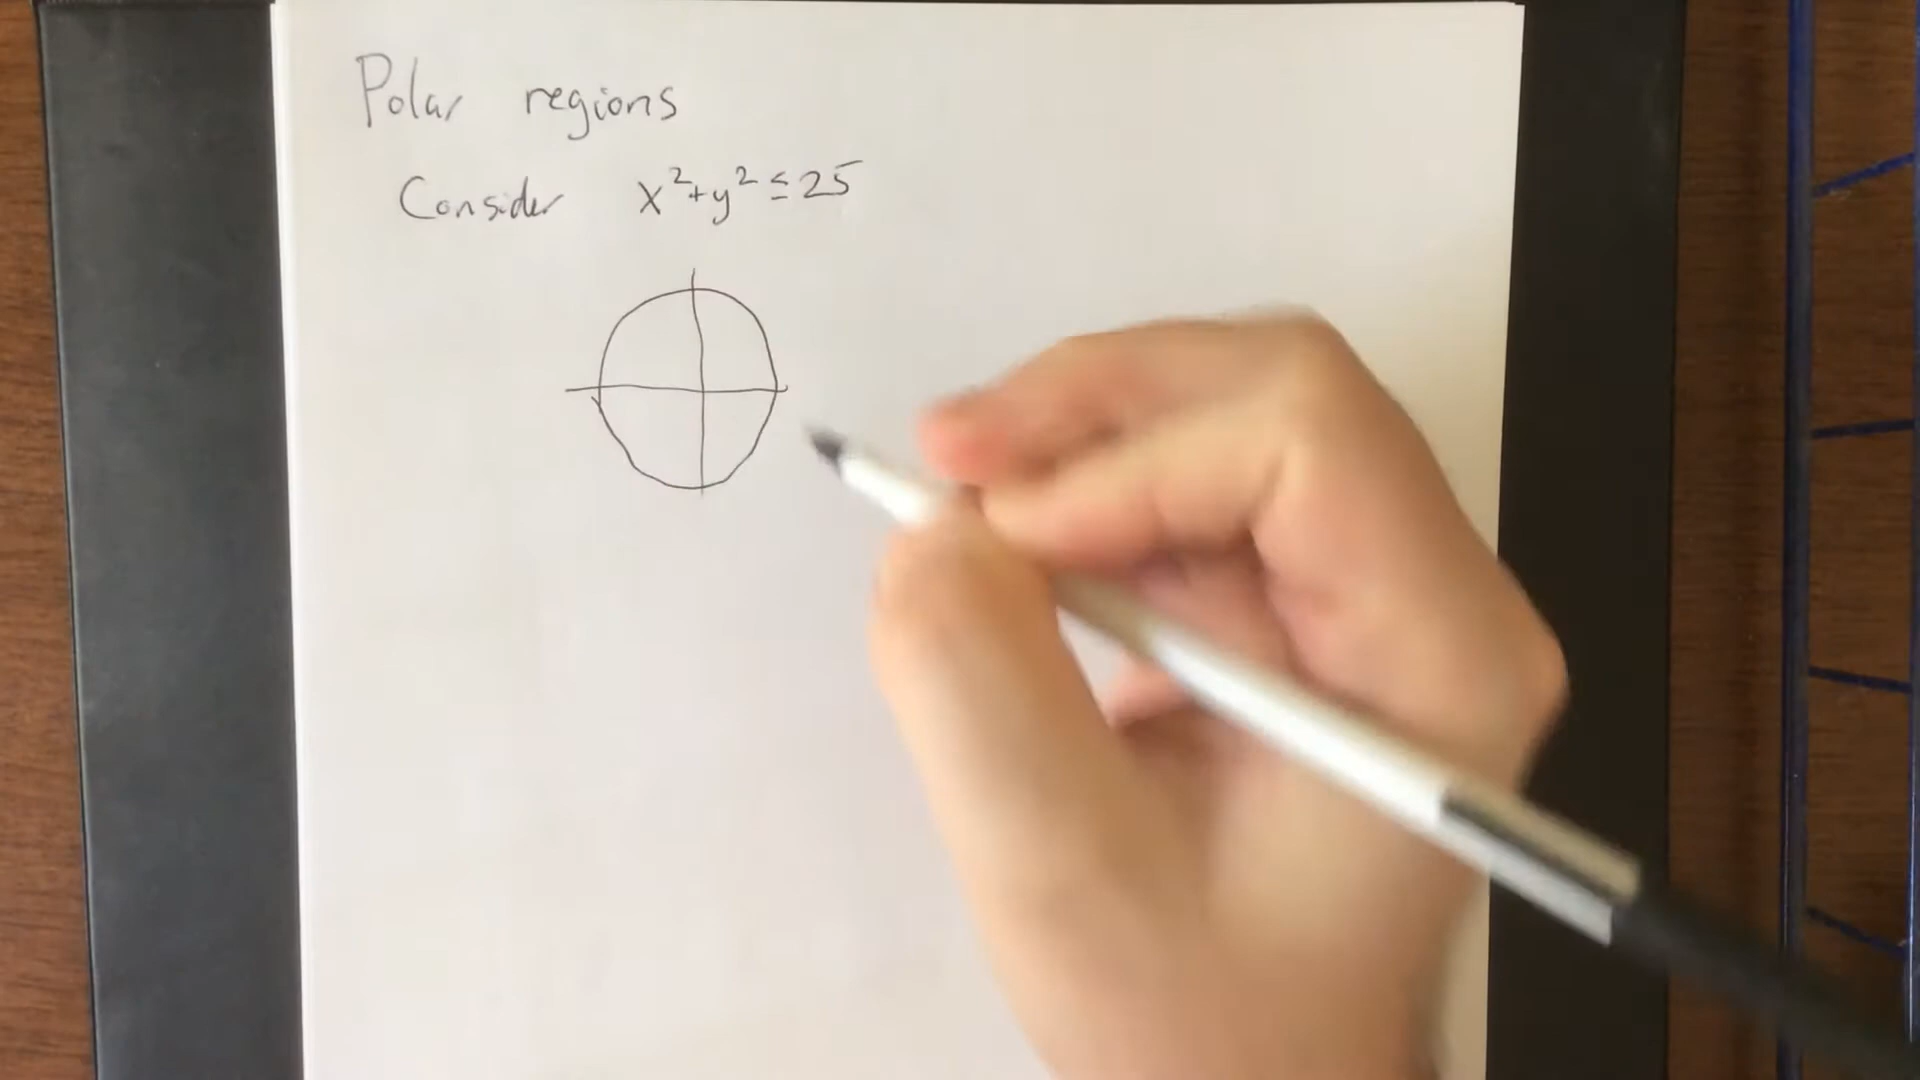 Polar regions
Consider x²+y² ≤ 25